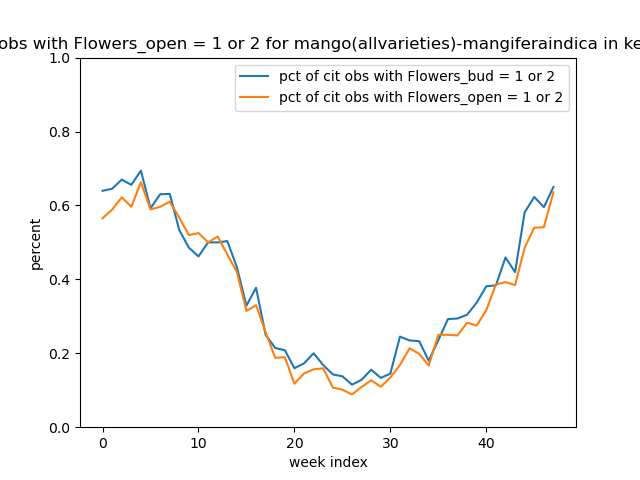 obs with Flowers_open = 1 or 2 for mango(allvarieties)-mangiferaindica in ke
pct of cit obs with Flowers_bud = 1 or 2
pct of cit obs with Flowers_open = 1 or 2
percent
1.0
0.8
0.6
0.4
0.2
0.0
0 10 20 30 40
week index